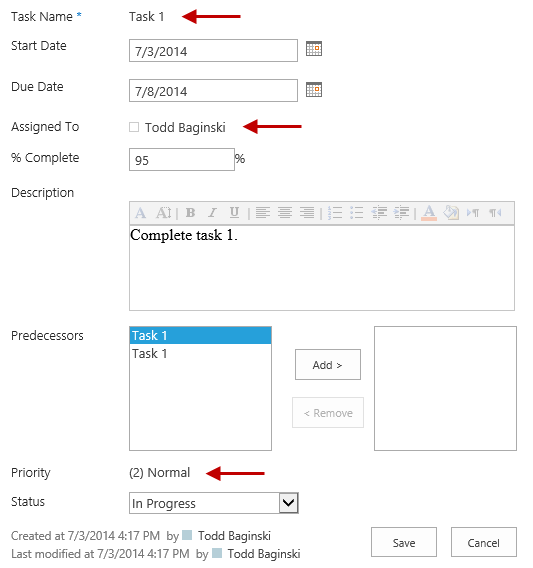 Task Name * Task 1
Start Date
7/3/2014
Due Date 7/8/2014
Assigned To Todd Baginski
% Complete 95 %
Description
A A B I U A
Complete task 1.
Predecessors Task 1
Task 1
Add >
< Remove
Priority (2) Normal
Status In Progress
Created at 7/3/2014 4:17 PM by Todd Baginski
Last modified at 7/3/2014 4:17 PM by Todd Baginski
Save Cancel